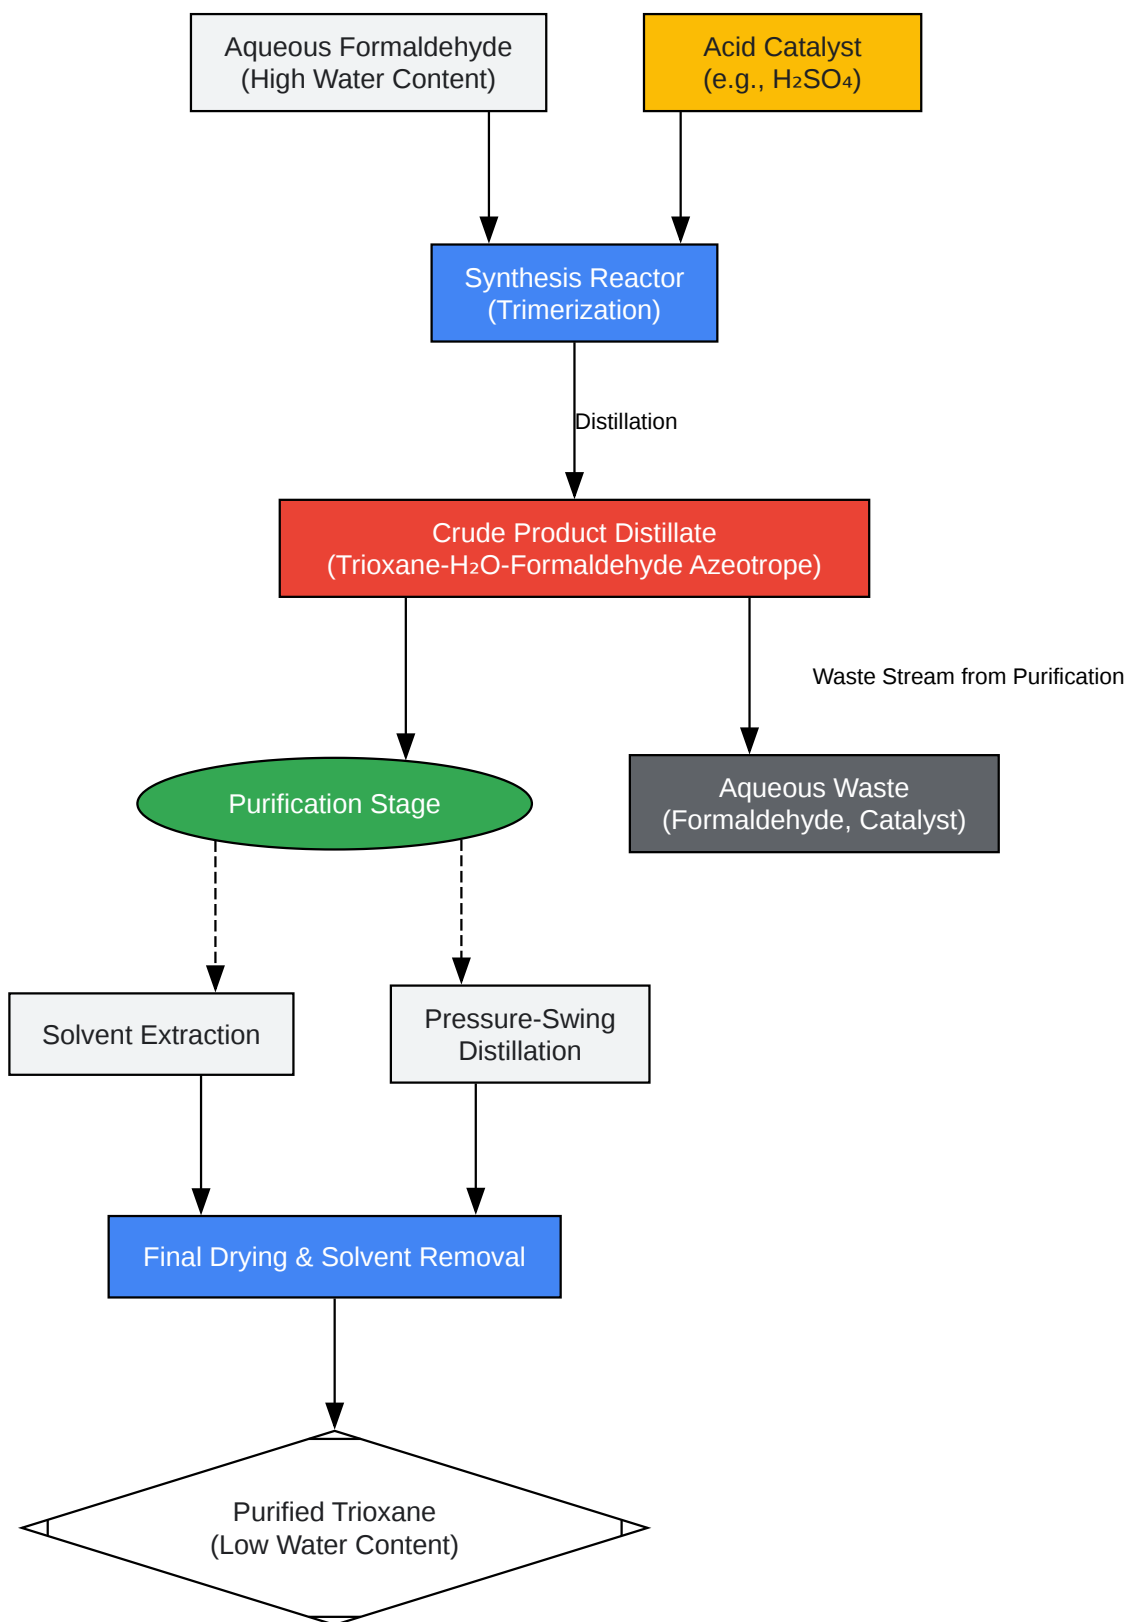 Aqueous Formaldehyde
(High Water Content)
Acid Catalyst
(e.g., H₂SO₄)
Synthesis Reactor
(Trimerization)
Distillation
Crude Product Distillate
(Trioxane-H₂O-Formaldehyde Azeotrope)
Waste Stream from Purification
Purification Stage
Aqueous Waste
(Formaldehyde, Catalyst)
Solvent Extraction
Pressure-Swing
Distillation
Final Drying & Solvent Removal
Purified Trioxane
(Low Water Content)